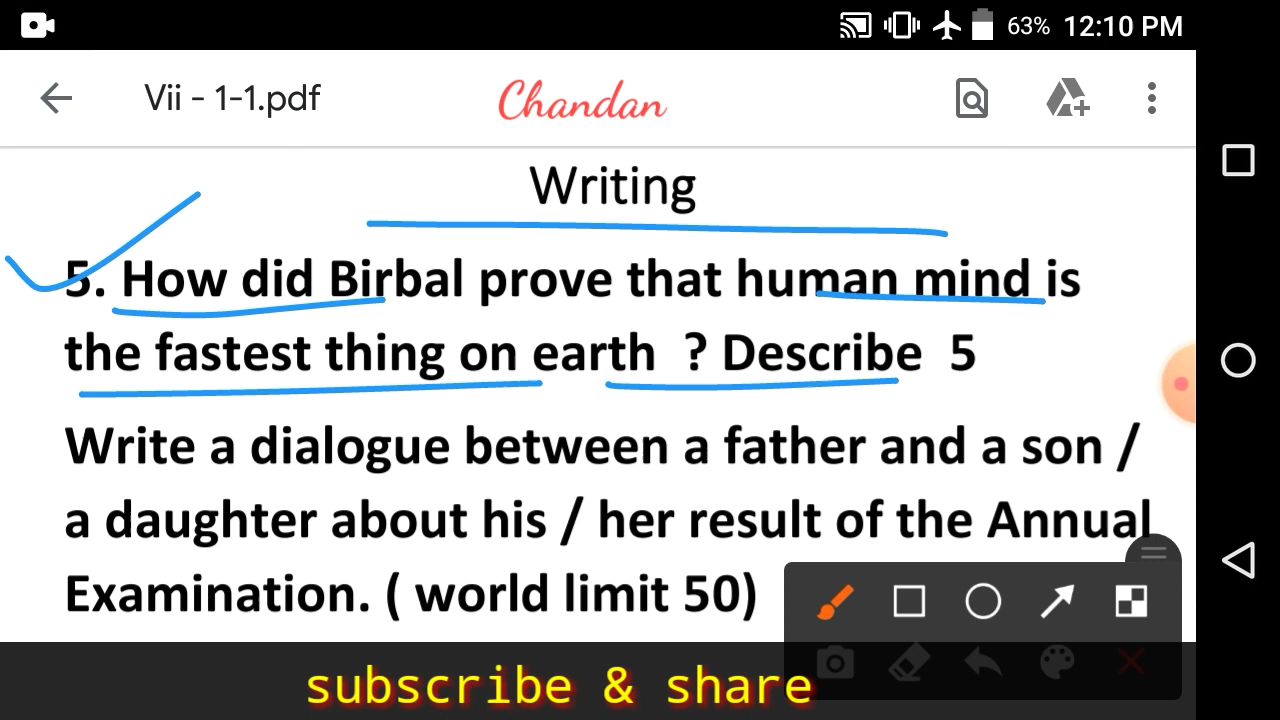 63% 12:10 PM
Vii - 1-1.pdf
Chandan
Writing
5. How did Birbal prove that human mind is
the fastest thing on earth ? Describe 5
Write a dialogue between a father and a son /
a daughter about his / her result of the Annual
Examination. ( world limit 50)
subscribe & share